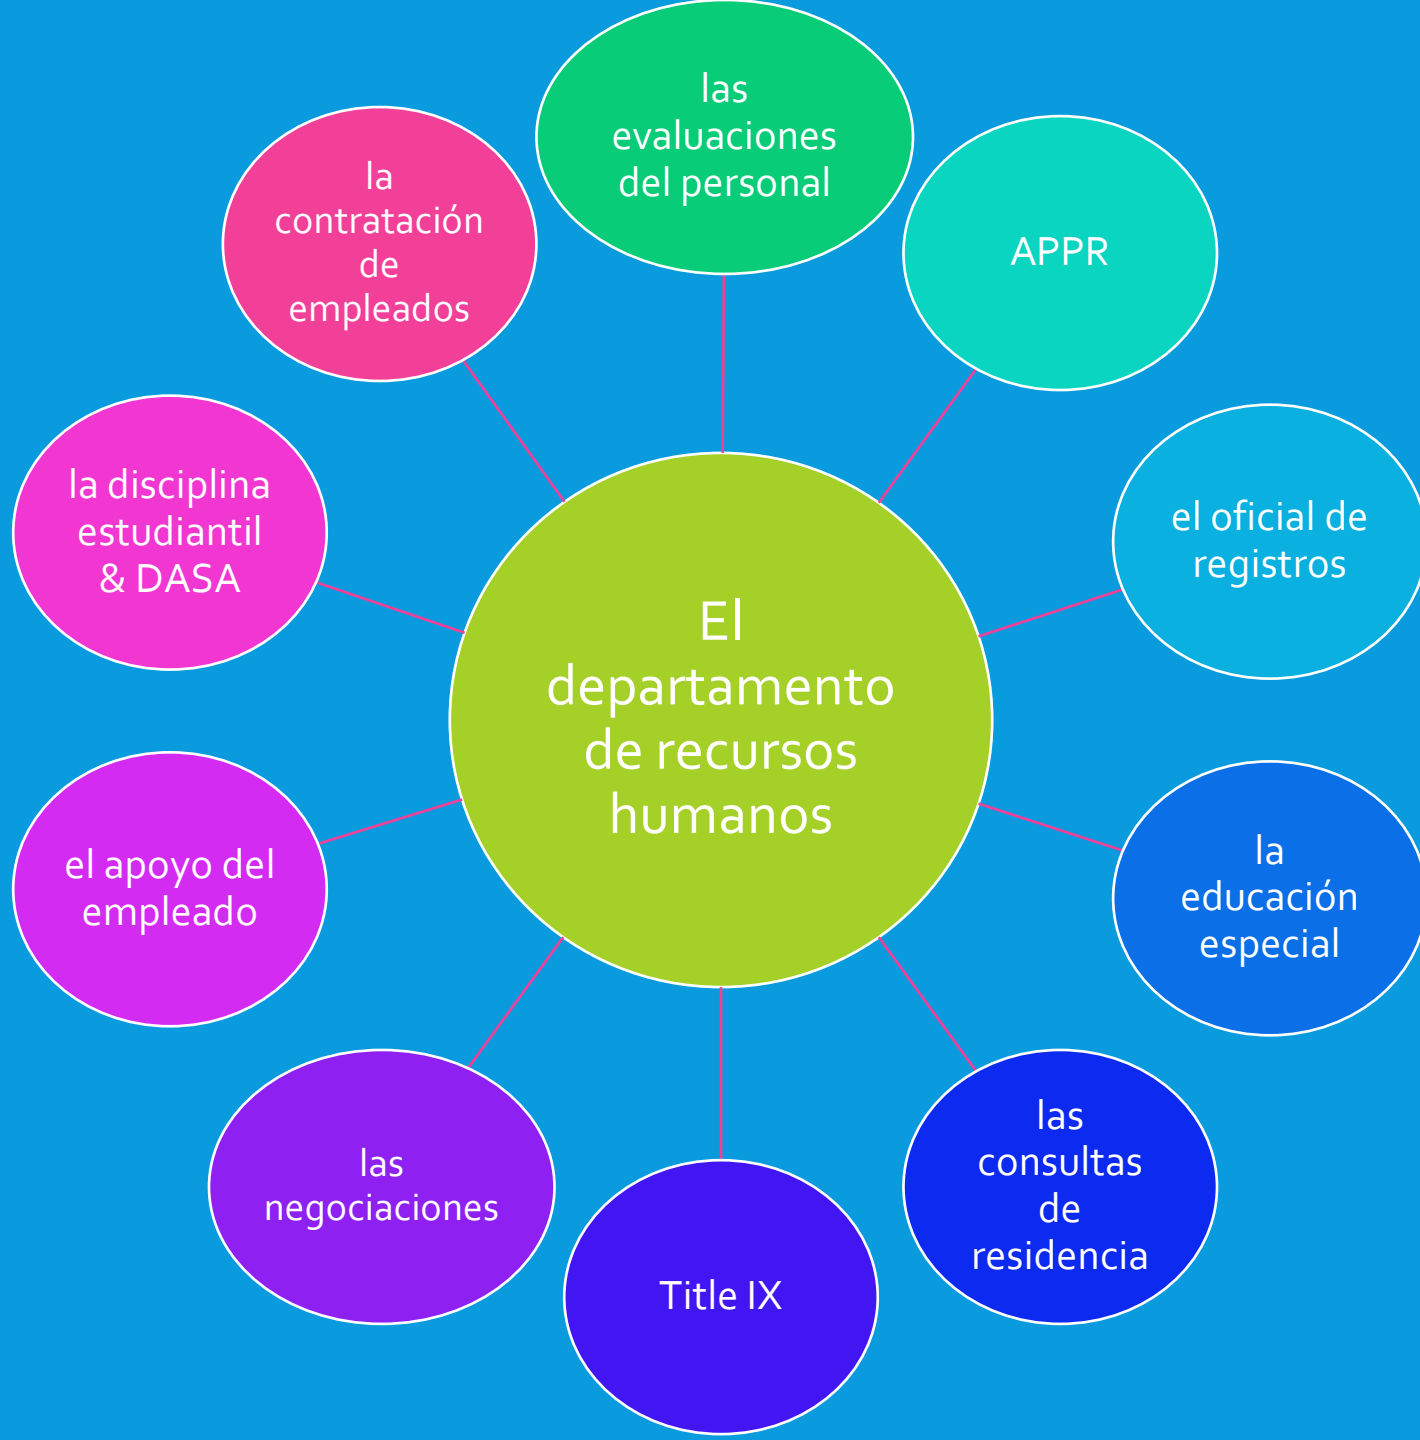 las
evaluaciones
del personal
APPR
el oficial de
registros
la
educación
especial
las
consultas
de
residencia
Title IX
las
negociaciones
el apoyo del
empleado
la disciplina
estudiantil
& DASA
la
contratación
de
empleados
El
departamento
de recursos
humanos